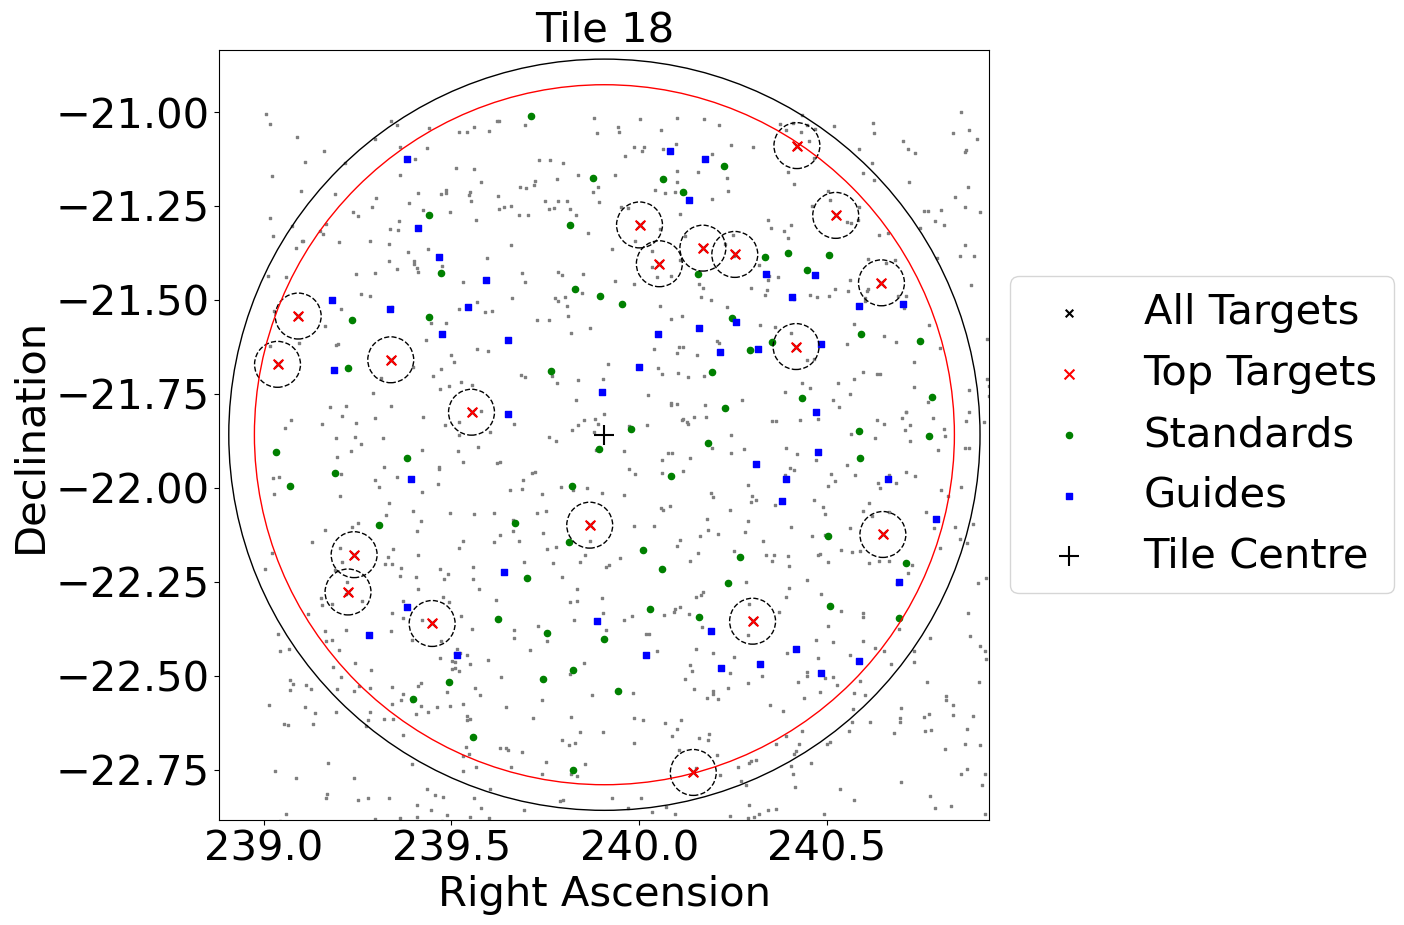 Tile 18
Declination
−21.00
−21.25
−21.50
−21.75
−22.00
−22.25
−22.50
−22.75
239.0 239.5 240.0 240.5
Right Ascension
All Targets
Top Targets
Standards
Guides
Tile Centre